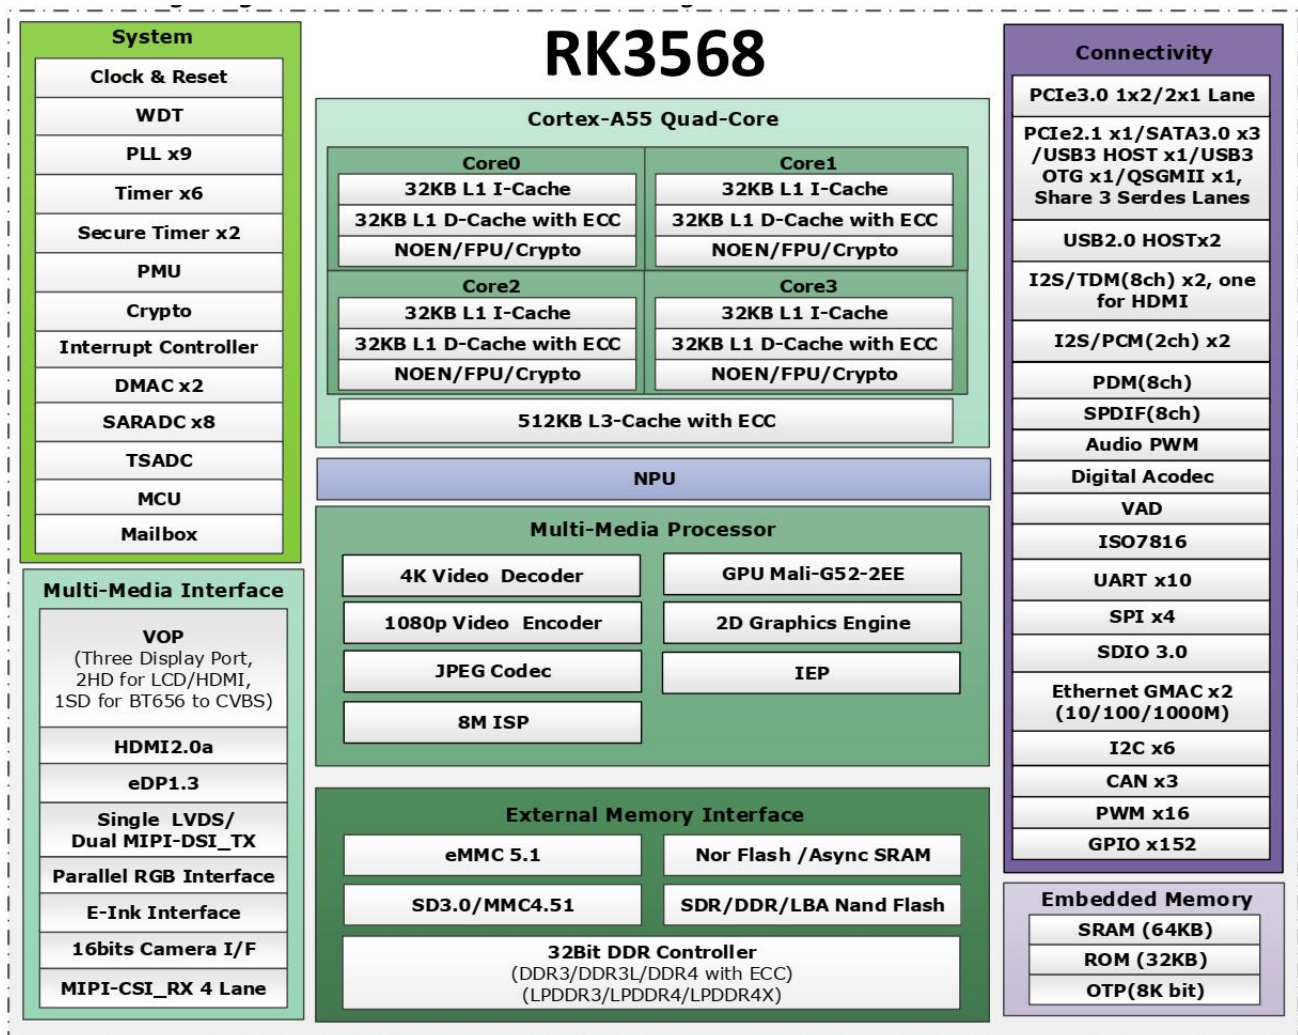 RK3568
System
Clock & Reset
WDT
PLL x9
Timer x6
Secure Timer x2
PMU
Crypto
Interrupt Controller
DMAC x2
SARADC x8
TSADC
MCU
Mailbox
Multi-Media Interface
VOP
(Three Display Port,
2HD for LCD/HDMI,
1SD for BT656 to CVBS)
HDMI2.0a
eDP1.3
Single LVDS/
Dual MIPI-DSI_TX
Parallel RGB Interface
E-Ink Interface
16bits Camera I/F
MIPI-CSI_RX 4 Lane
Cortex-A55 Quad-Core
Core0
32KB L1 I-Cache
32KB L1 D-Cache with ECC
NOEN/FPU/Crypto
Core1
32KB L1 I-Cache
32KB L1 D-Cache with ECC
NOEN/FPU/Crypto
Core2
32KB L1 I-Cache
32KB L1 D-Cache with ECC
NOEN/FPU/Crypto
Core3
32KB L1 I-Cache
32KB L1 D-Cache with ECC
NOEN/FPU/Crypto
512KB L3-Cache with ECC
NPU
Multi-Media Processor
4K Video Decoder
GPU Mali-G52-2EE
1080p Video Encoder
2D Graphics Engine
JPEG Codec
IEP
8M ISP
External Memory Interface
eMMC 5.1
Nor Flash /Async SRAM
SD3.0/MMC4.51
SDR/DDR/LBA Nand Flash
32Bit DDR Controller
(DDR3/DDR3L/DDR4 with ECC)
(LPDDR3/LPDDR4/LPDDR4X)
Connectivity
PCIe3.0 1x2/2x1 Lane
PCIe2.1 x1/SATA3.0 x3
/USB3 HOST x1/USB3
OTG x1/QSGMII x1,
Share 3 Serdes Lanes
USB2.0 HOSTx2
I2S/TDM(8ch) x2, one
for HDMI
I2S/PCM(2ch) x2
PDM(8ch)
SPDIF(8ch)
Audio PWM
Digital Acodec
VAD
ISO7816
UART x10
SPI x4
SDIO 3.0
Ethernet GMAC x2
(10/100/1000M)
I2C x6
CAN x3
PWM x16
GPIO x152
Embedded Memory
SRAM (64KB)
ROM (32KB)
OTP(8K bit)